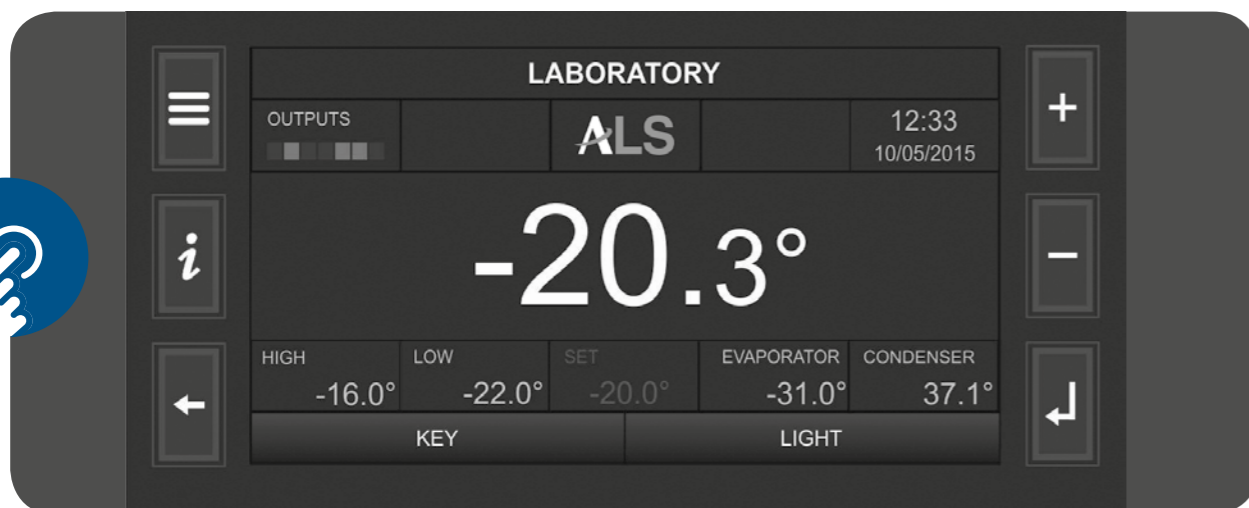 LABORATORY
OUTPUTS
ALS
12:33
10/05/2015
i
+
-20.3°
−
HIGH
LOW
SET
EVAPORATOR
CONDENSER
-16.0°
-22.0°
-20.0°
-31.0°
37.1°
KEY
LIGHT